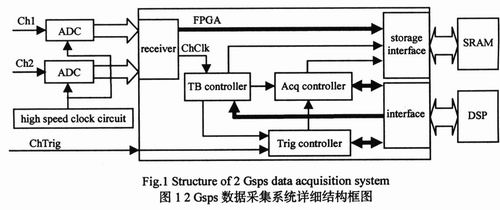 Ch1
ADC
FPGA
receiver
ChClk
storage
interface
SRAM
Ch2
ADC
TB controller
Acq controller
high speed clock circuit
interface
DSP
ChTrig
Trig controller
Fig.1 Structure of 2 Gsps data acquisition system
图 1 2 Gsps 数据采集系统详细结构框图